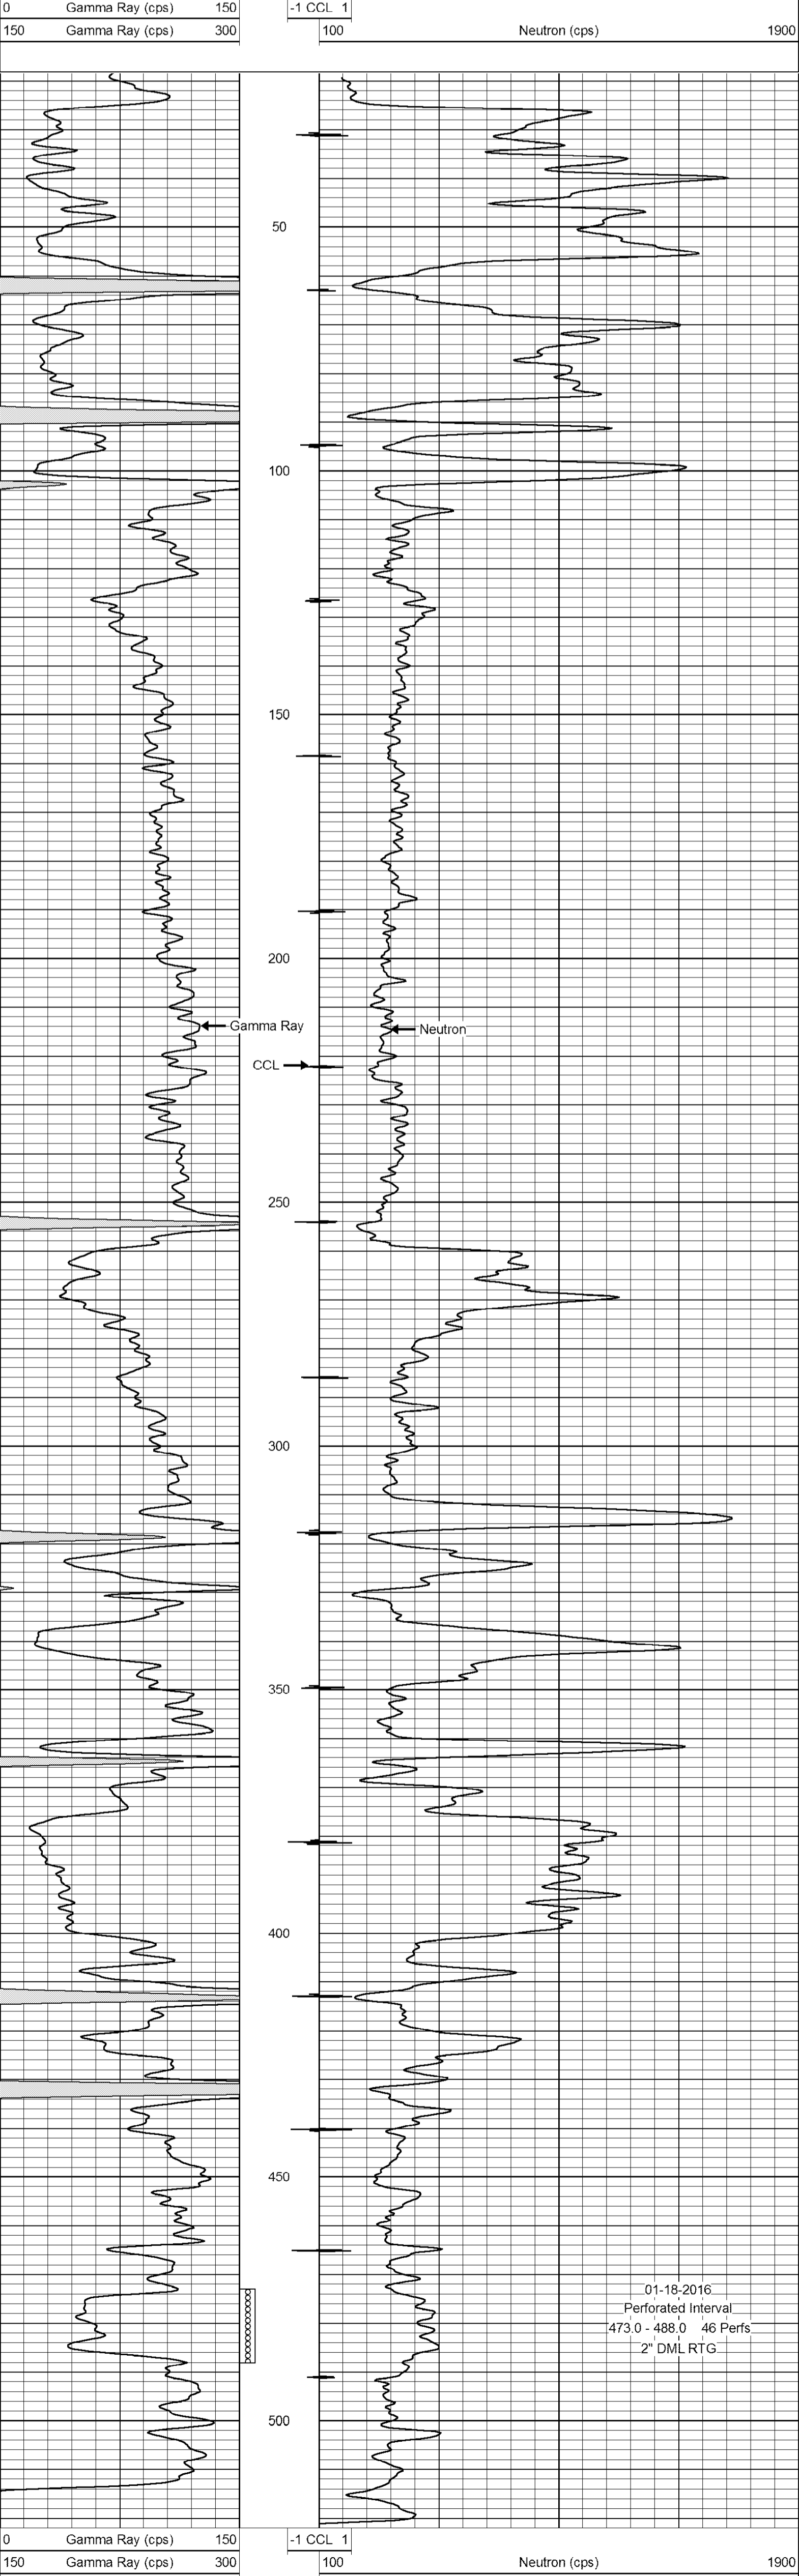 0 Gamma Ray (cps) 150 -1 CCL 1
150 Gamma Ray (cps) 300 100 Neutron (cps) 1900
50
100
150
200
Gamma Ray Neutron
CCL
250
300
350
400
450
01-18-2016
Perforated Interval
473.0 - 488.0 46 Perfs
2" DML RTG
500
0 Gamma Ray (cps) 150 -1 CCL 1
150 Gamma Ray (cps) 300 100 Neutron (cps) 1900